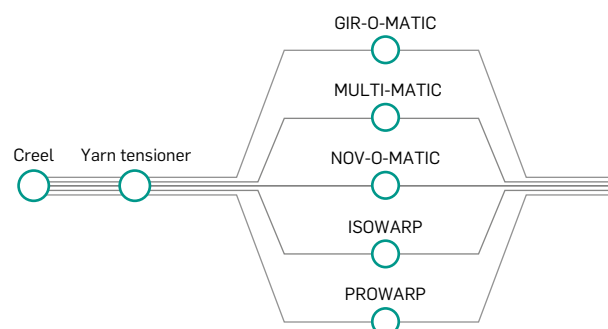 GIR-O-MATIC
MULTI-MATIC
Creel
Yarn tensioner
NOV-O-MATIC
ISOWARP
PROWARP